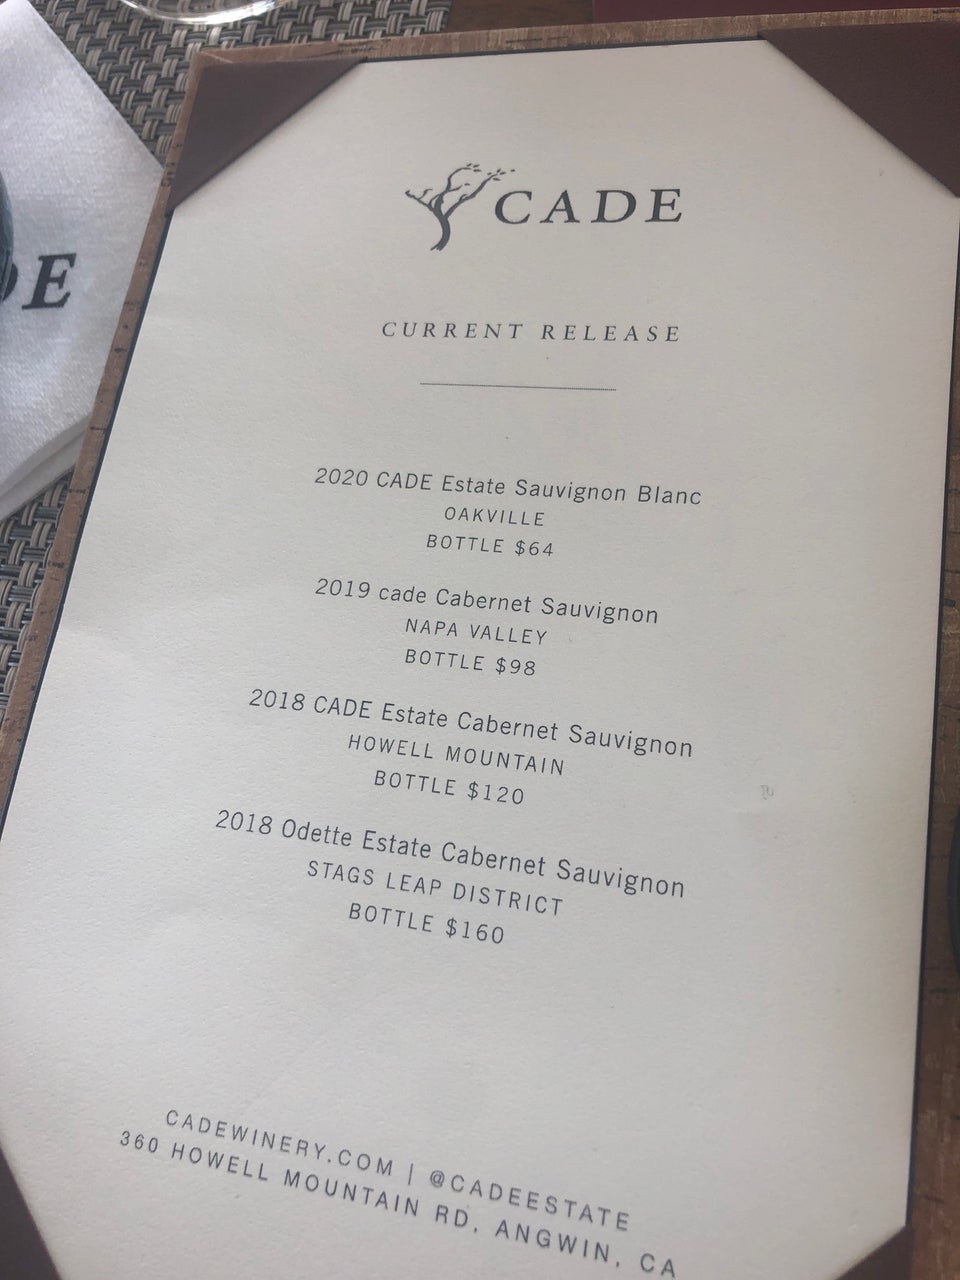 CADE
CURRENT RELEASE
2020 CADE Estate Sauvignon Blanc
OAKVILLE
BOTTLE $64
2019 cade Cabernet Sauvignon
NAPA VALLEY
BOTTLE $98
2018 CADE Estate Cabernet Sauvignon
HOWELL MOUNTAIN
BOTTLE $120
2018 Odette Estate Cabernet Sauvignon
STAGS LEAP DISTRICT
BOTTLE $160
CADEWINERY.COM | @CADEESTATE
360 HOWELL MOUNTAIN RD, ANGWIN, CA
DE